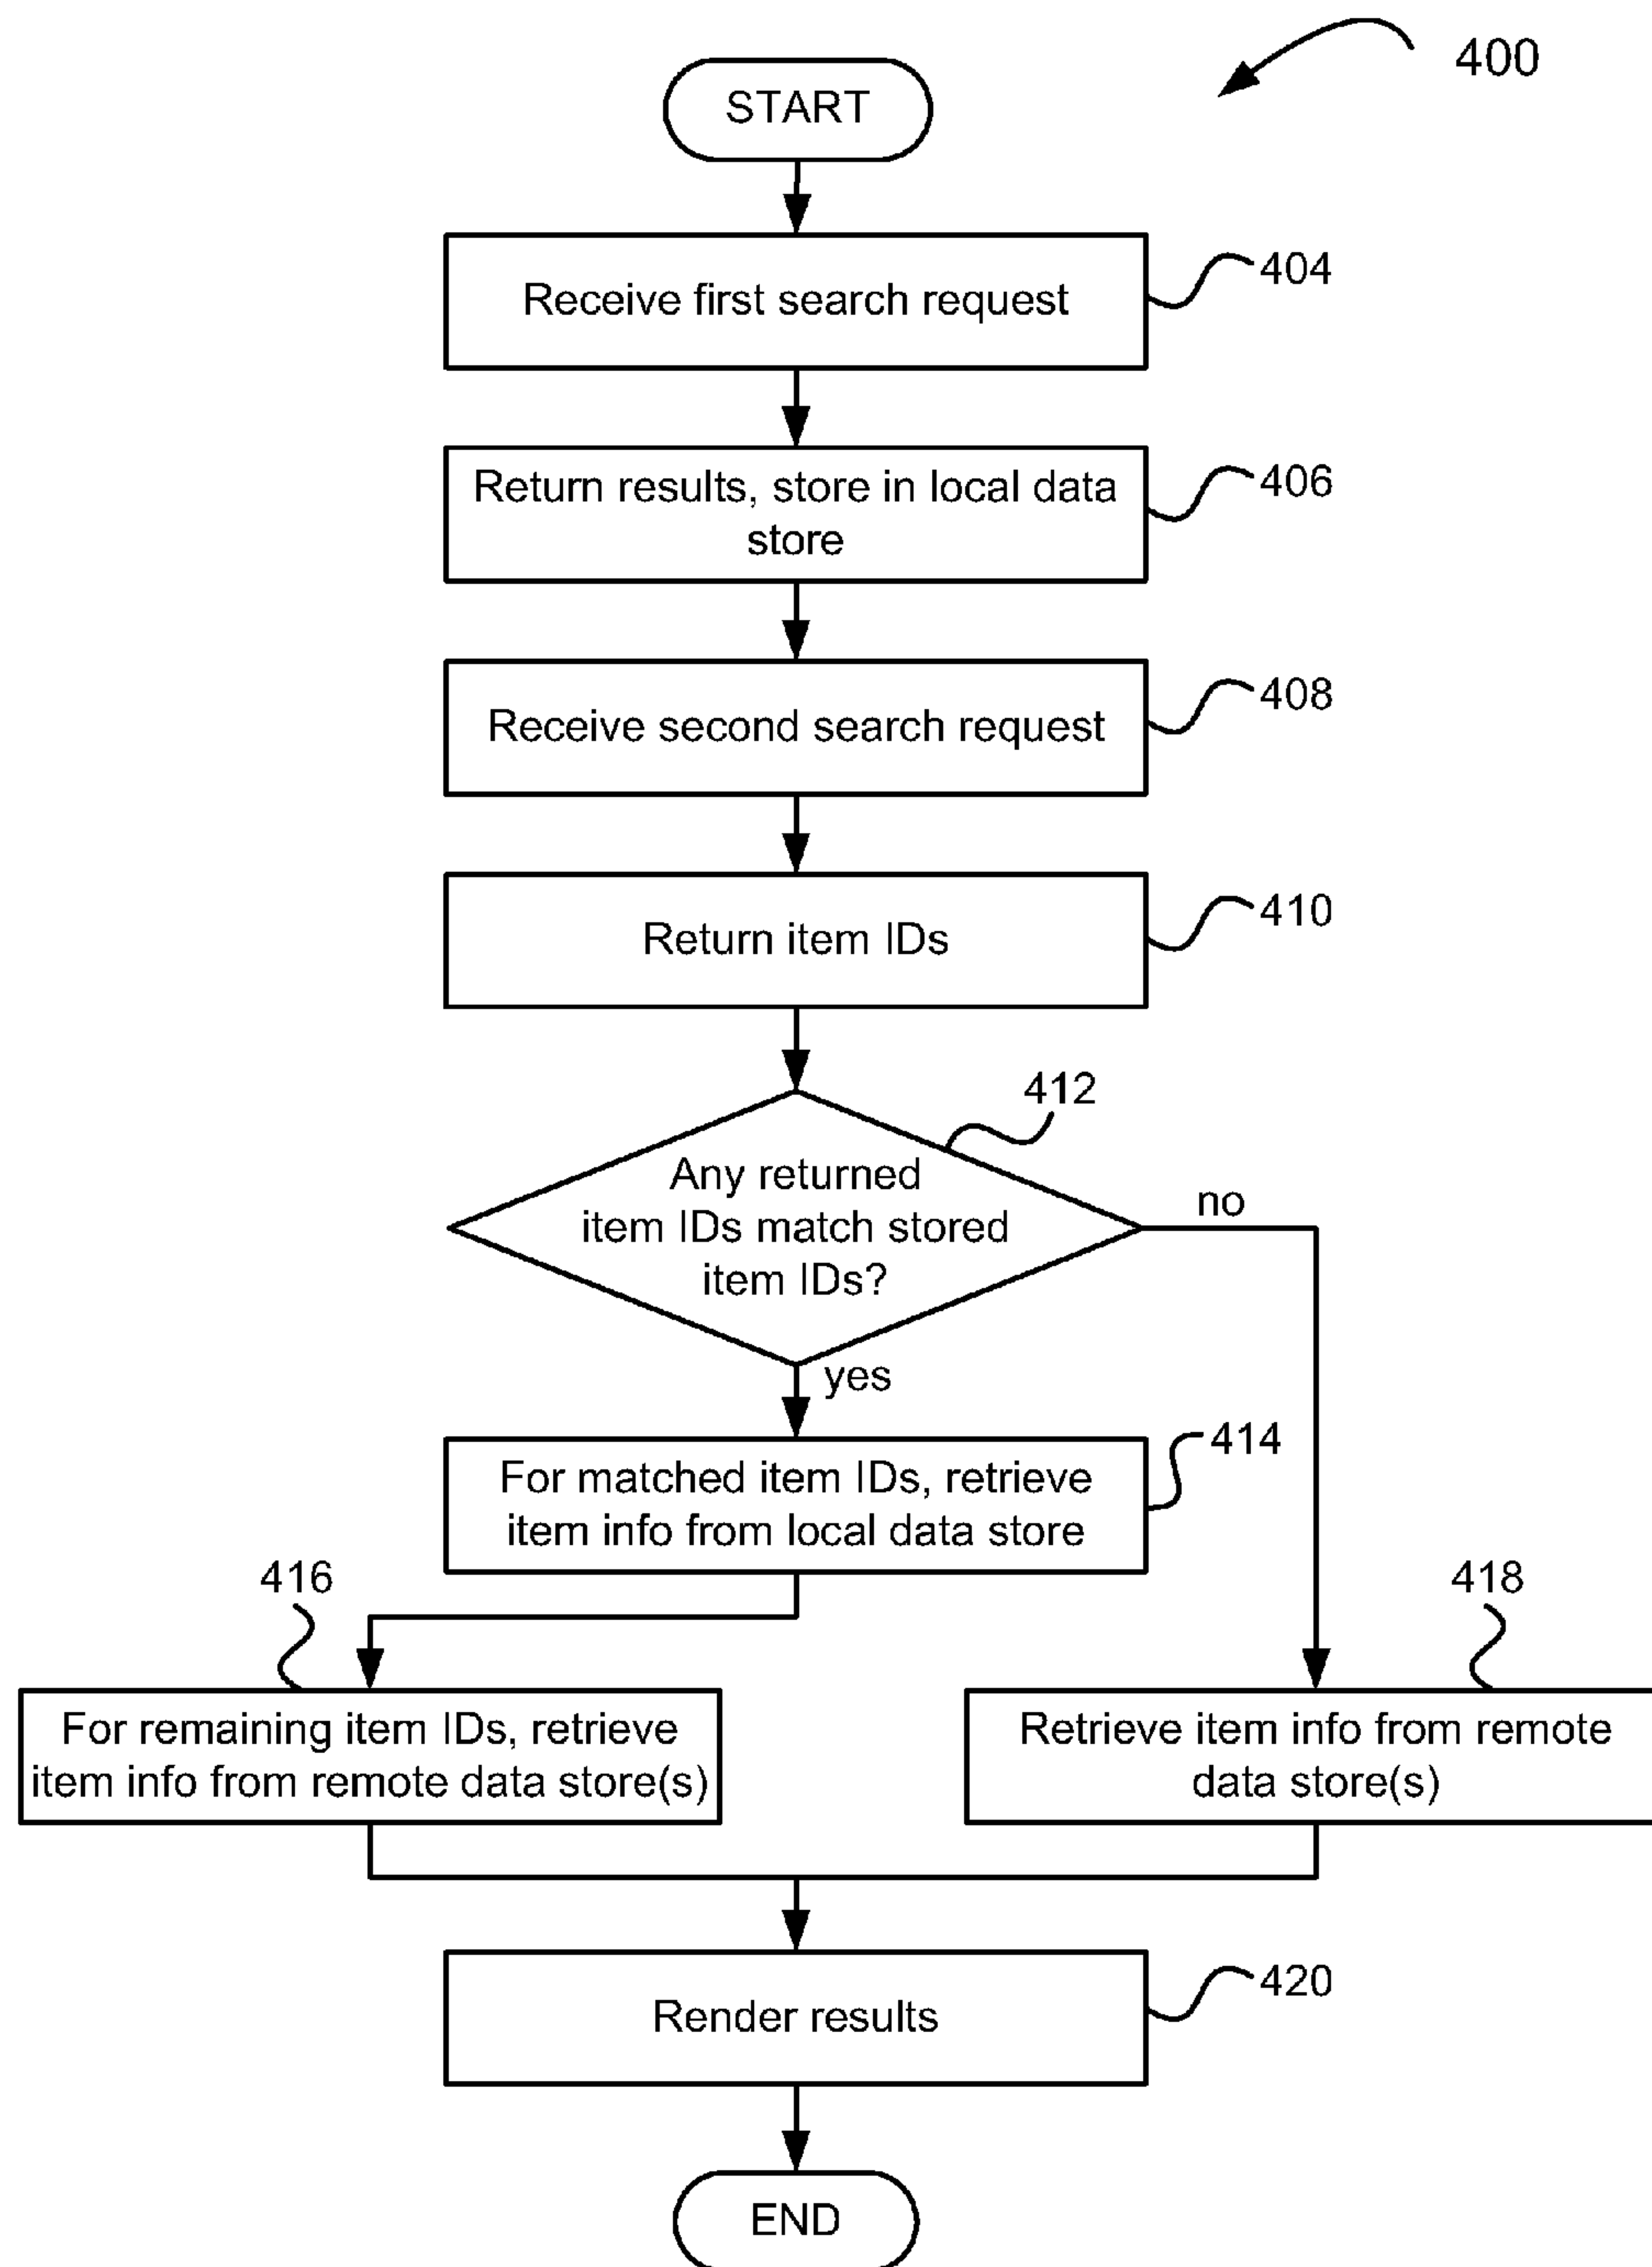 400
START
Receive first search request
404
Return results, store in local data
store
406
Receive second search request
408
Return item IDs
410
412
Any returned
item IDs match stored
item IDs?
no
yes
For matched item IDs, retrieve
item info from local data store
414
416
For remaining item IDs, retrieve
item info from remote data store(s)
418
Retrieve item info from remote
data store(s)
Render results
420
END